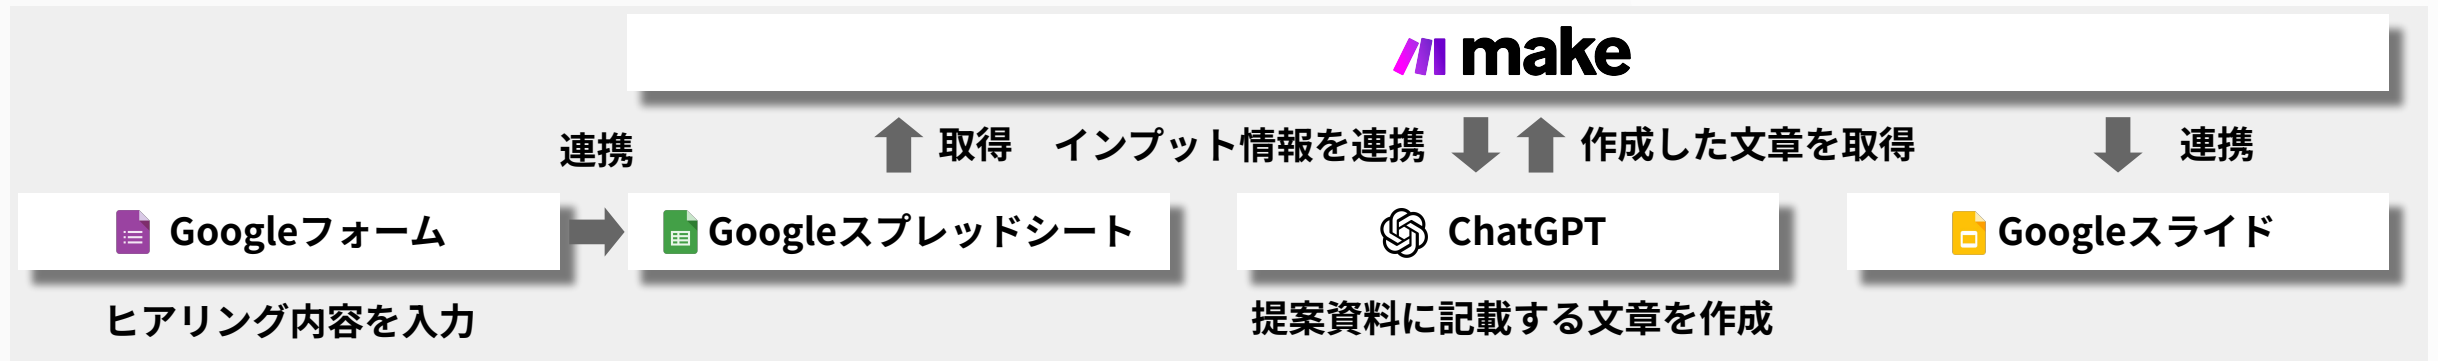 make
連携
取得
インプット情報を連携
作成した文章を取得
連携
Googleフォーム
Googleスプレッドシート
ChatGPT
Googleスライド
ヒアリング内容を入力
提案資料に記載する文章を作成